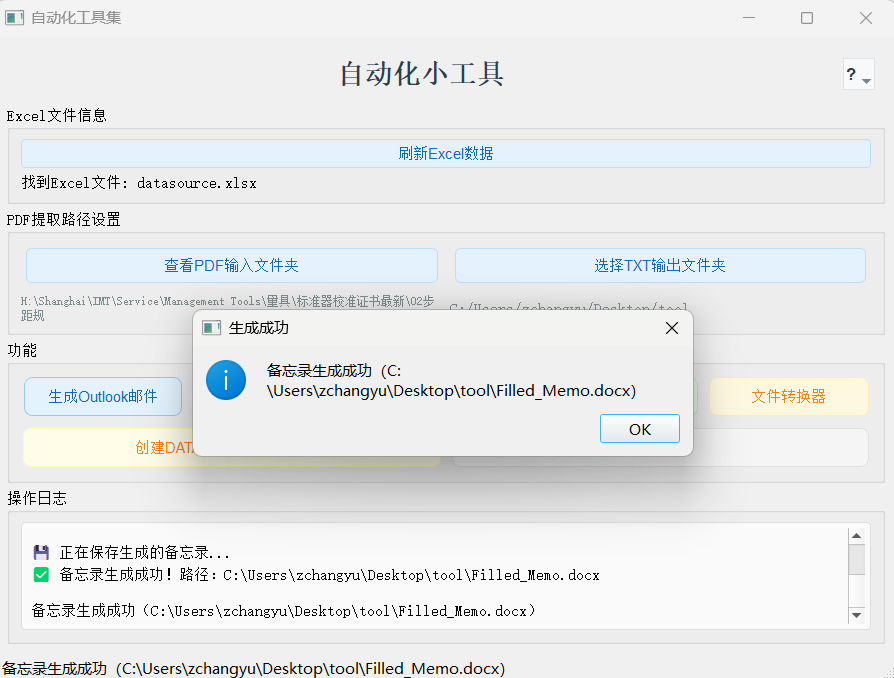 自动化工具集
自动化小工具
?
Excel文件信息
刷新Excel数据
找到Excel文件: datasource.xlsx
PDF提取路径设置
查看PDF输入文件夹
选择TXT输出文件夹
H:\Shanghai\IMT\Service\Management Tools\量具\标准器校准证书最新\02步
距规
C:/Users/zchangyu/Desktop/tool
生成成功
备忘录生成成功（C:
\Users\zchangyu\Desktop\tool\Filled_Memo.docx)
OK
功能
生成Outlook邮件
文件转换器
创建DATA
操作日志
正在保存生成的备忘录...
备忘录生成成功！路径：C:\Users\zchangyu\Desktop\tool\Filled_Memo.docx
备忘录生成成功（C:\Users\zchangyu\Desktop\tool\Filled_Memo.docx）
备忘录生成成功（C:\Users\zchangyu\Desktop\tool\Filled_Memo.docx)